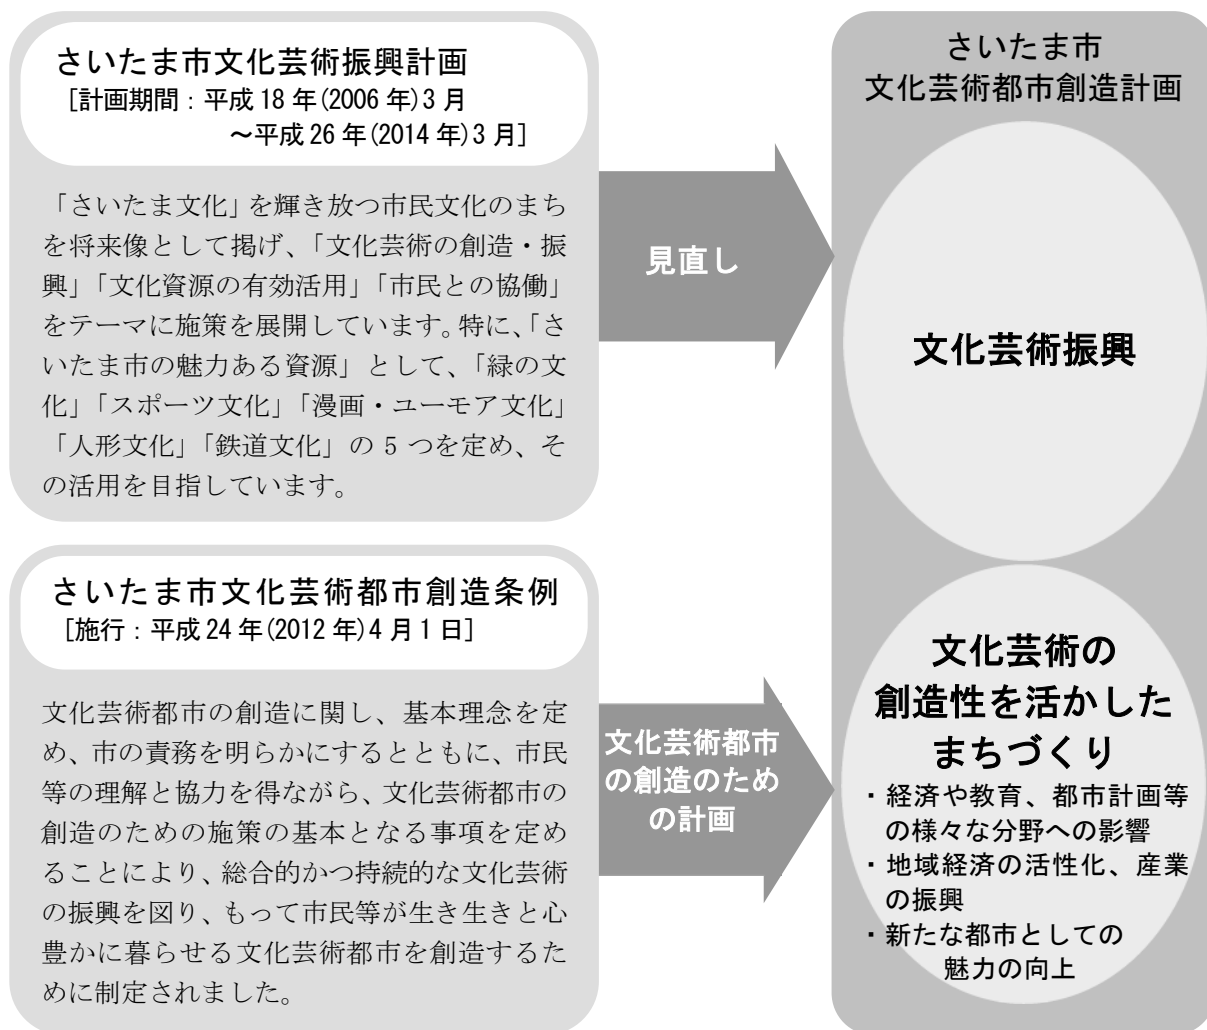 さいたま市文化芸術振興計画
[計画期間：平成 18 年(2006 年)3 月
～平成 26 年(2014 年)3 月]
「さいたま文化」を輝き放つ市民文化のまち
を将来像として掲げ、「文化芸術の創造・振
興」「文化資源の有効活用」「市民との協働」
をテーマに施策を展開しています。特に、「さ
いたま市の魅力ある資源」として、「緑の文
化」「スポーツ文化」「漫画・ユーモア文化」
「人形文化」「鉄道文化」の 5 つを定め、そ
の活用を目指しています。
見直し
さいたま市文化芸術都市創造条例
[施行：平成 24 年(2012 年)4 月 1 日]
文化芸術都市の創造に関し、基本理念を定
め、市の責務を明らかにするとともに、市民
等の理解と協力を得ながら、文化芸術都市の
創造のための施策の基本となる事項を定め
ることにより、総合的かつ持続的な文化芸術
の振興を図り、もって市民等が生き生きと心
豊かに暮らせる文化芸術都市を創造するた
めに制定されました。
文化芸術都市
の創造のため
の計画
さいたま市
文化芸術都市創造計画
文化芸術振興
文化芸術の
創造性を活かした
まちづくり
・経済や教育、都市計画等
の様々な分野への影響
・地域経済の活性化、産業
の振興
・新たな都市としての
魅力の向上